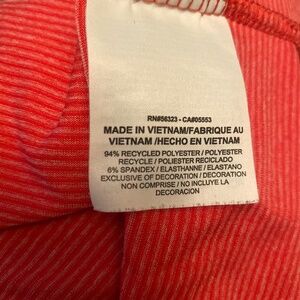 RN#56323 - CA#05553
MADE IN VIETNAM/FABRIQUE AU
VIETNAM /HECHO EN VIETNAM
94% RECYCLED POLYESTER / POLYESTER
RECYCLE / POLIESTER RECICLADO
6% SPANDEX / ELASTHANNE / ELASTANO
EXCLUSIVE OF DECORATION / DECORATION
NON COMPRISE / NO INCLUYE LA
DECORACION